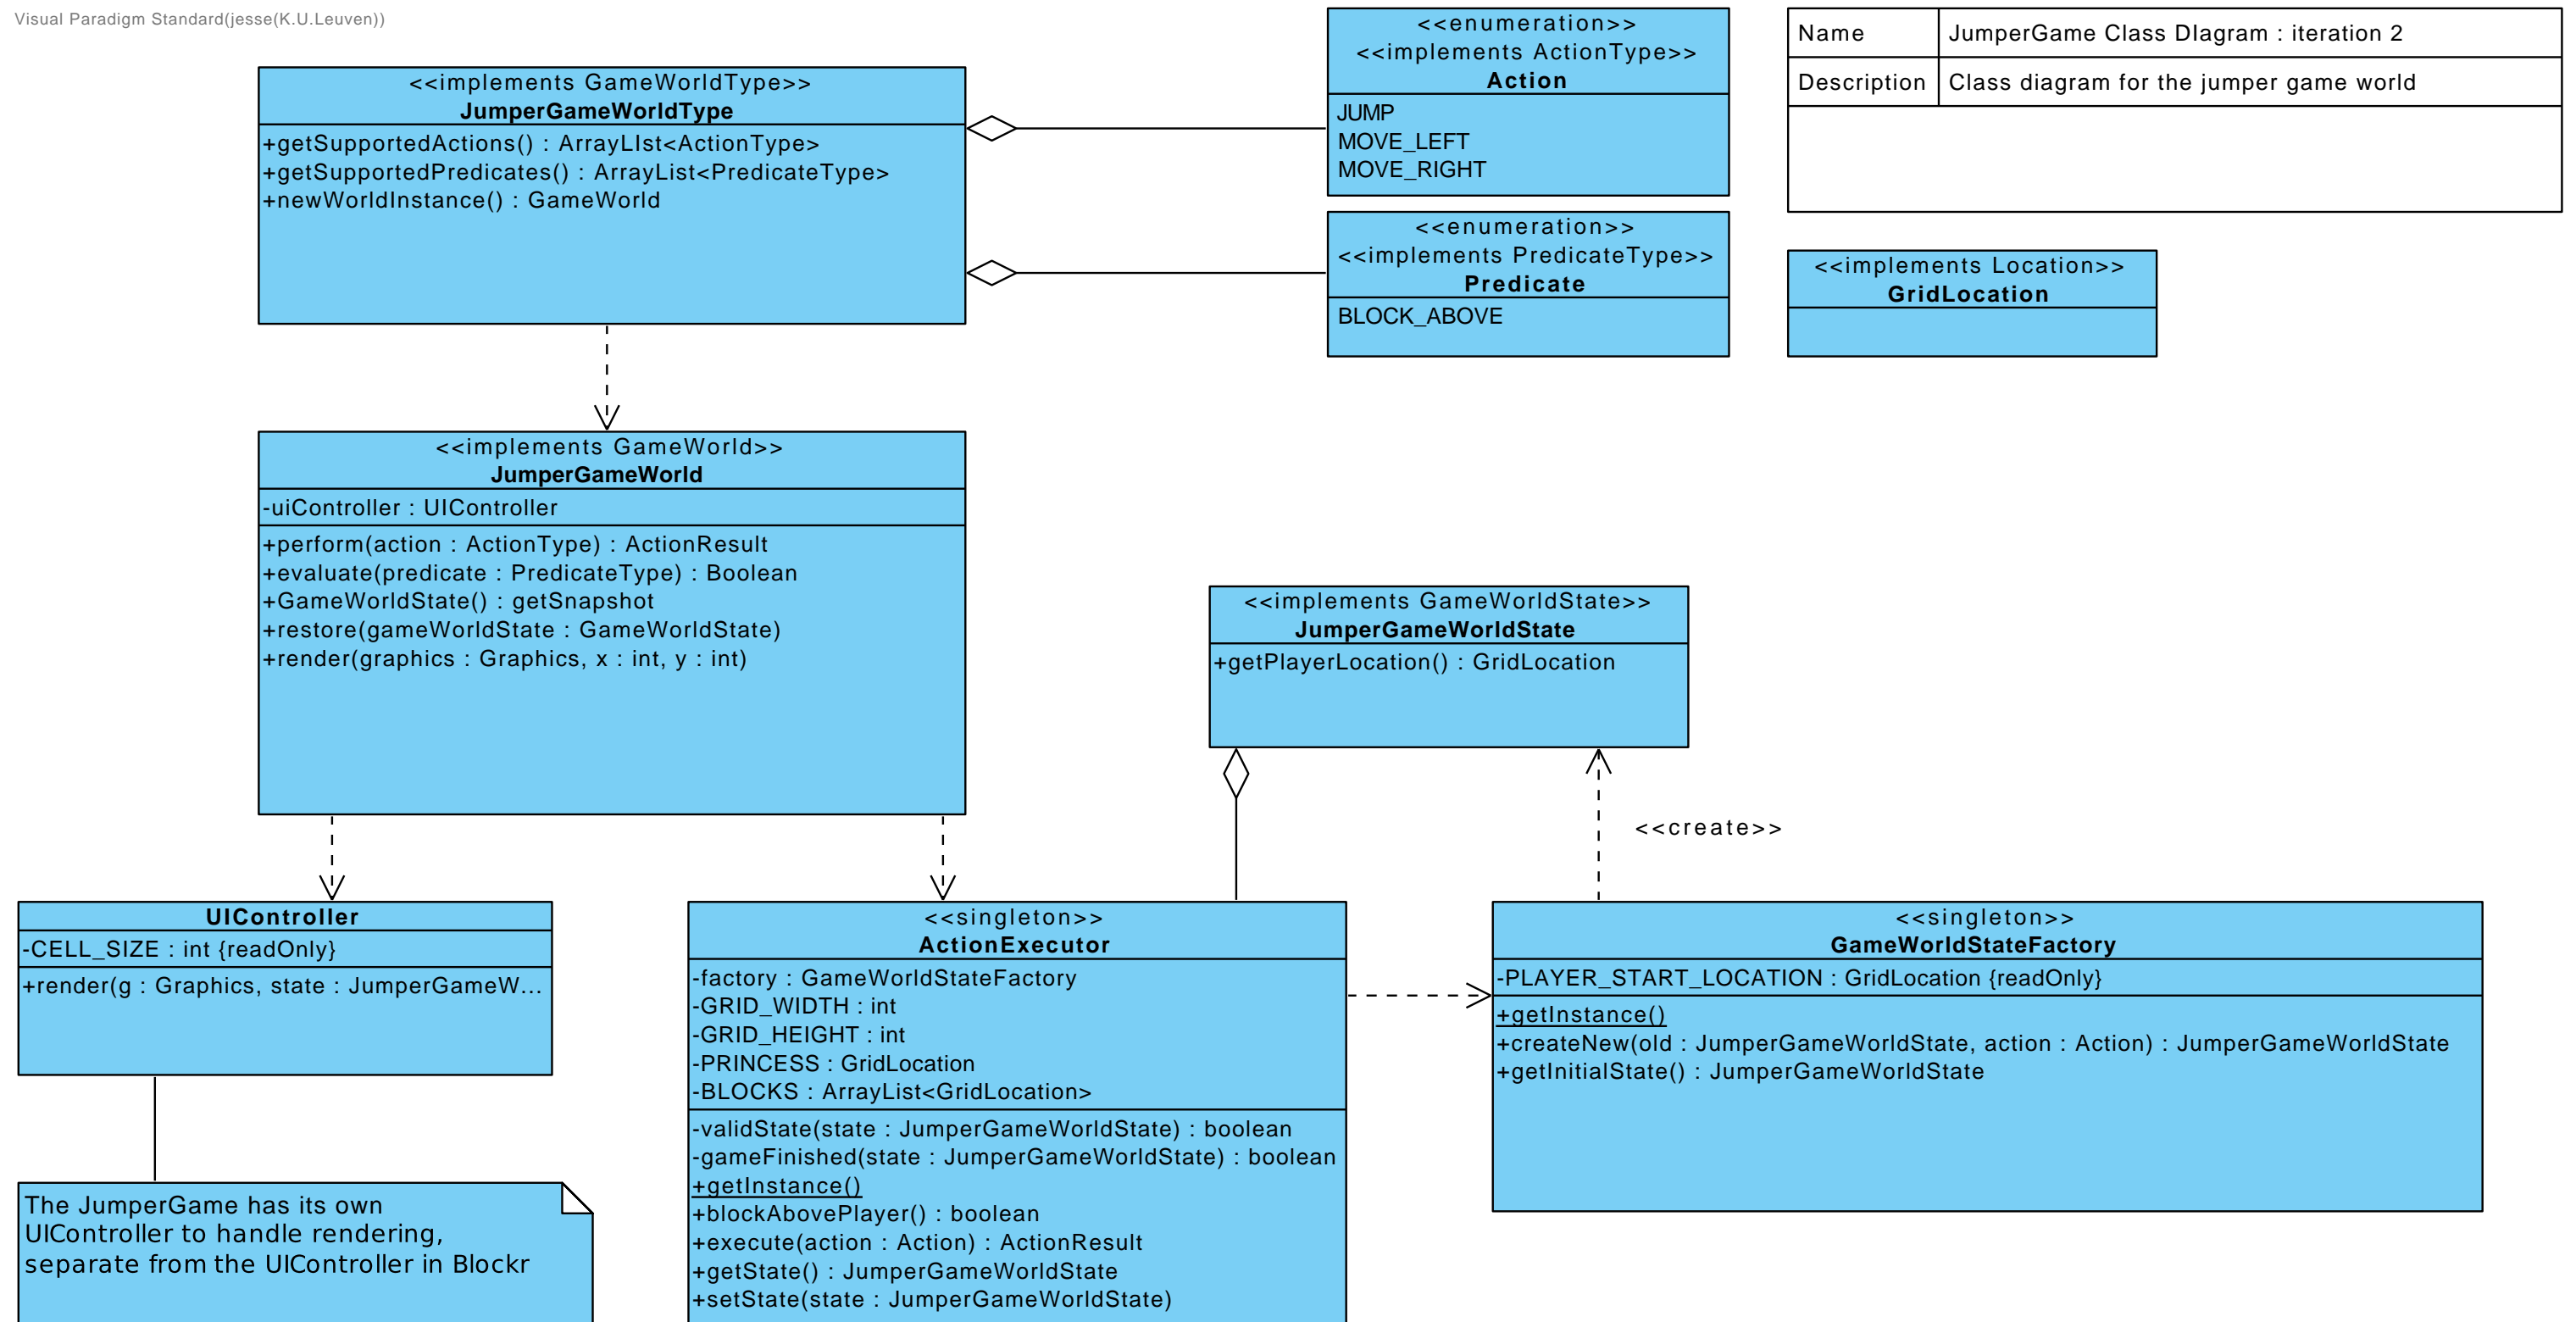 Visual Paradigm Standard(jesse(K.U.Leuven))
<<implements GameWorldType>>
JumperGameWorldType
+getSupportedActions() : ArrayLIst<ActionType>
+getSupportedPredicates() : ArrayList<PredicateType>
+newWorldInstance() : GameWorld
<<enumeration>>
<<implements ActionType>>
Action
JUMP
MOVE_LEFT
MOVE_RIGHT
Name JumperGame Class DIagram : iteration 2
Description Class diagram for the jumper game world
<<enumeration>>
<<implements PredicateType>>
Predicate
BLOCK_ABOVE
<<implements Location>>
GridLocation
<<implements GameWorld>>
JumperGameWorld
-uiController : UIController
+perform(action : ActionType) : ActionResult
+evaluate(predicate : PredicateType) : Boolean
+GameWorldState() : getSnapshot
+restore(gameWorldState : GameWorldState)
+render(graphics : Graphics, x : int, y : int)
<<implements GameWorldState>>
JumperGameWorldState
+getPlayerLocation() : GridLocation
<<create>>
UIController
-CELL_SIZE : int {readOnly}
+render(g : Graphics, state : JumperGameW...
The JumperGame has its own
UIController to handle rendering,
separate from the UIController in Blockr
<<singleton>>
ActionExecutor
-factory : GameWorldStateFactory
-GRID_WIDTH : int
-GRID_HEIGHT : int
-PRINCESS : GridLocation
-BLOCKS : ArrayList<GridLocation>
-validState(state : JumperGameWorldState) : boolean
-gameFinished(state : JumperGameWorldState) : boolean
+getInstance()
+blockAbovePlayer() : boolean
+execute(action : Action) : ActionResult
+getState() : JumperGameWorldState
+setState(state : JumperGameWorldState)
<<singleton>>
GameWorldStateFactory
-PLAYER_START_LOCATION : GridLocation {readOnly}
+getInstance()
+createNew(old : JumperGameWorldState, action : Action) : JumperGameWorldState
+getInitialState() : JumperGameWorldState